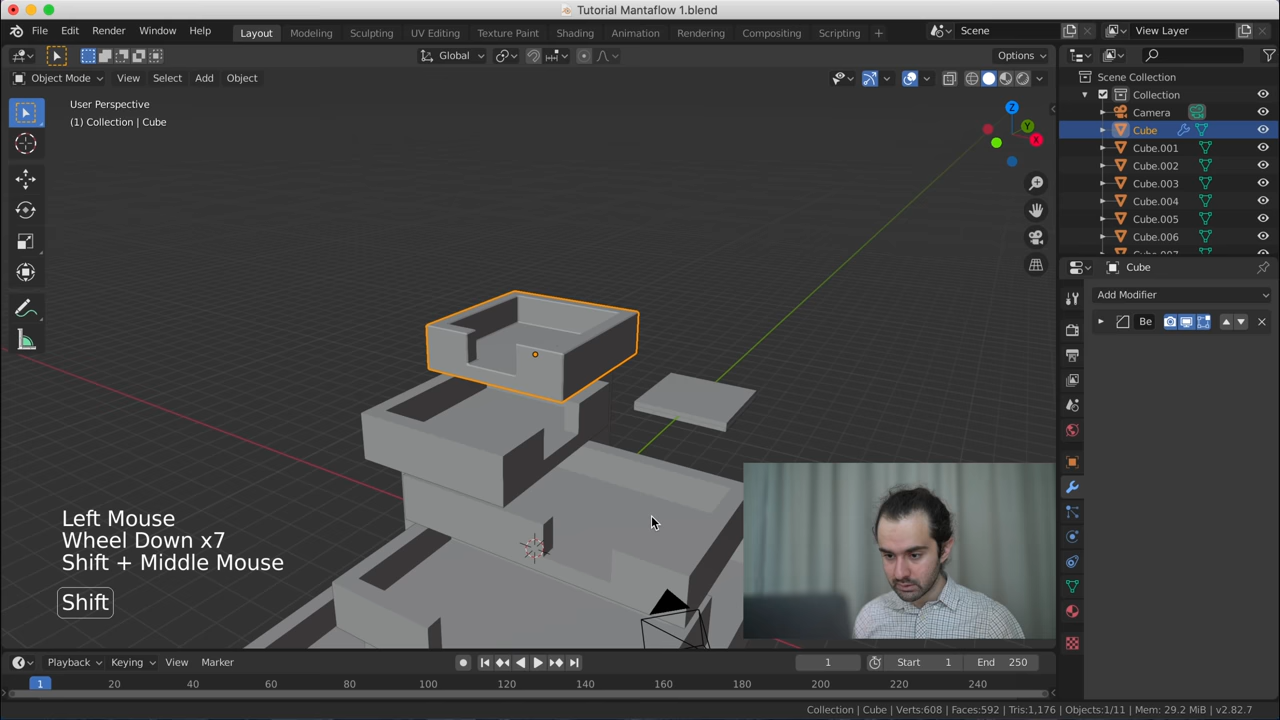 Tutorial Mantaflow 1.blend
File Edit Render Window Help
Layout Modeling Sculpting UV Editing Texture Paint Shading Animation Rendering Compositing Scripting +
Scene
View Layer
Global
Options
Object Mode View Select Add Object
User Perspective
(1) Collection | Cube
Z
Y
X
Scene Collection
Collection
Camera
Cube
Cube.001
Cube.002
Cube.003
Cube.004
Cube.005
Cube.006
Cube
Add Modifier
Be
Left Mouse
Wheel Down x7
Shift + Middle Mouse
Shift
Playback Keying View Marker
1
Start 1
End 250
1 20 40 60 80 100 120 140 160 180 200 220 240
Collection | Cube | Verts:608 | Faces:592 | Tris:1,176 | Objects:1/11 | Mem: 29.2 MiB | v2.82.7